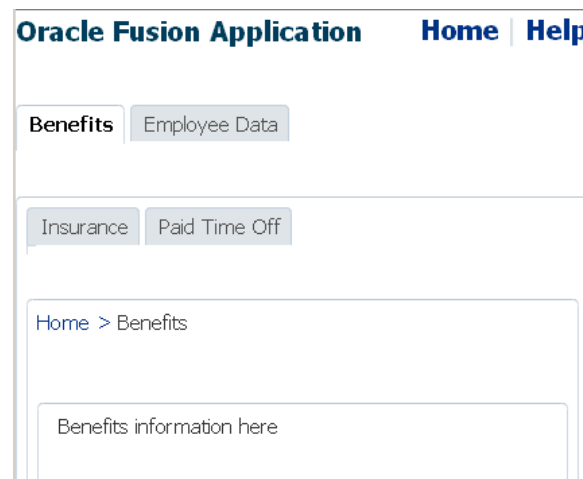 Oracle Fusion Application Home Help
Benefits Employee Data
Insurance Paid Time Off
Home > Benefits
Benefits information here